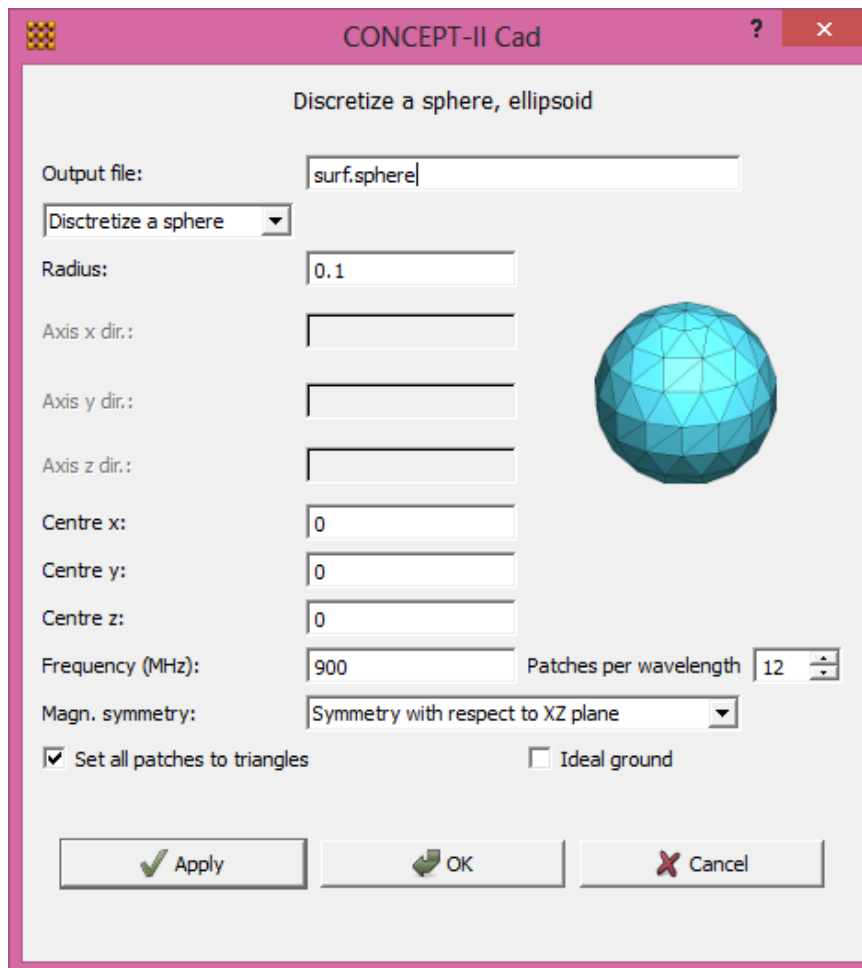 CONCEPT-II Cad ?
Discretize a sphere, ellipsoid
Output file: surf.sphere
Disctretize a sphere
Radius: 0.1
Axis x dir.:
Axis y dir.:
Axis z dir.:
Centre x: 0
Centre y: 0
Centre z: 0
Frequency (MHz): 900 Patches per wavelength 12
Magn. symmetry: Symmetry with respect to XZ plane
Set all patches to triangles Ideal ground
Apply OK Cancel